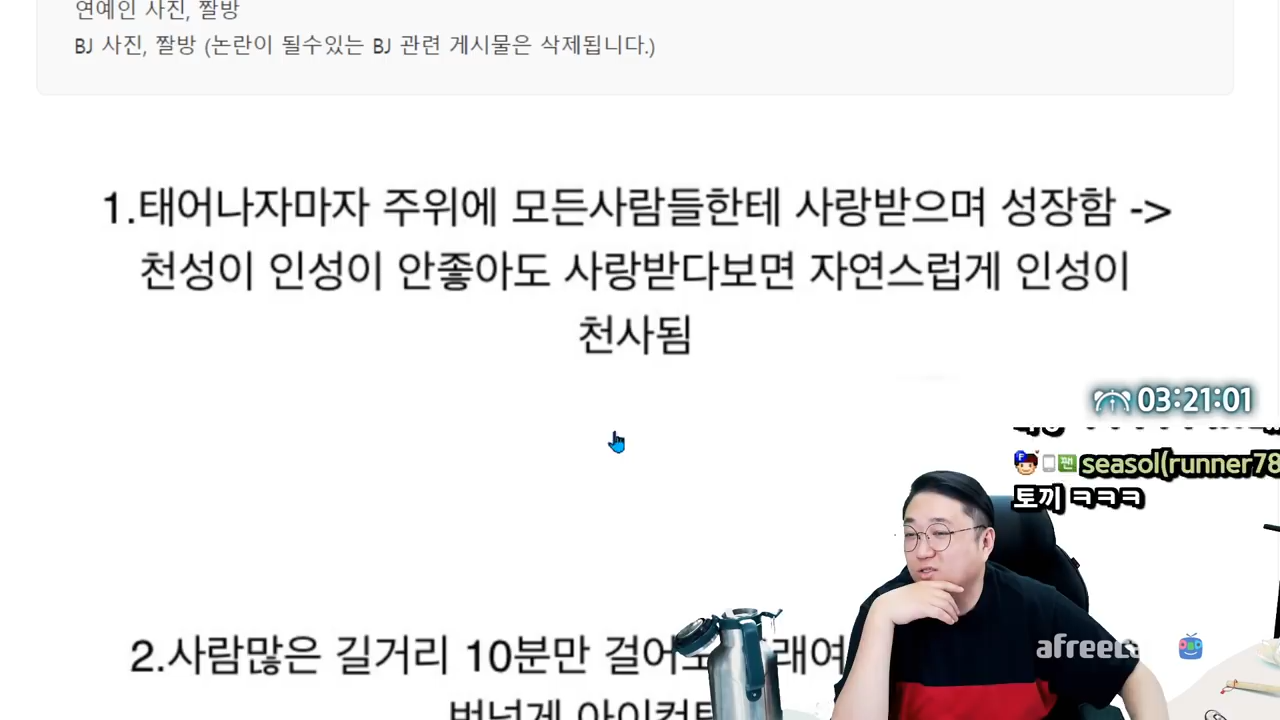 연예인 사진, 짤방
BJ 사진, 짤방 (논란이 될수있는 BJ 관련 게시물은 삭제됩니다.)
1.태어나자마자 주위에 모든사람들한테 사랑받으며 성장함 ->
천성이 인성이 안좋아도 사랑받다보면 자연스럽게 인성이
천사됨
03:21:01
seasol(runner78
토끼 ㅋㅋㅋ
2.사람많은 길거리 10분만